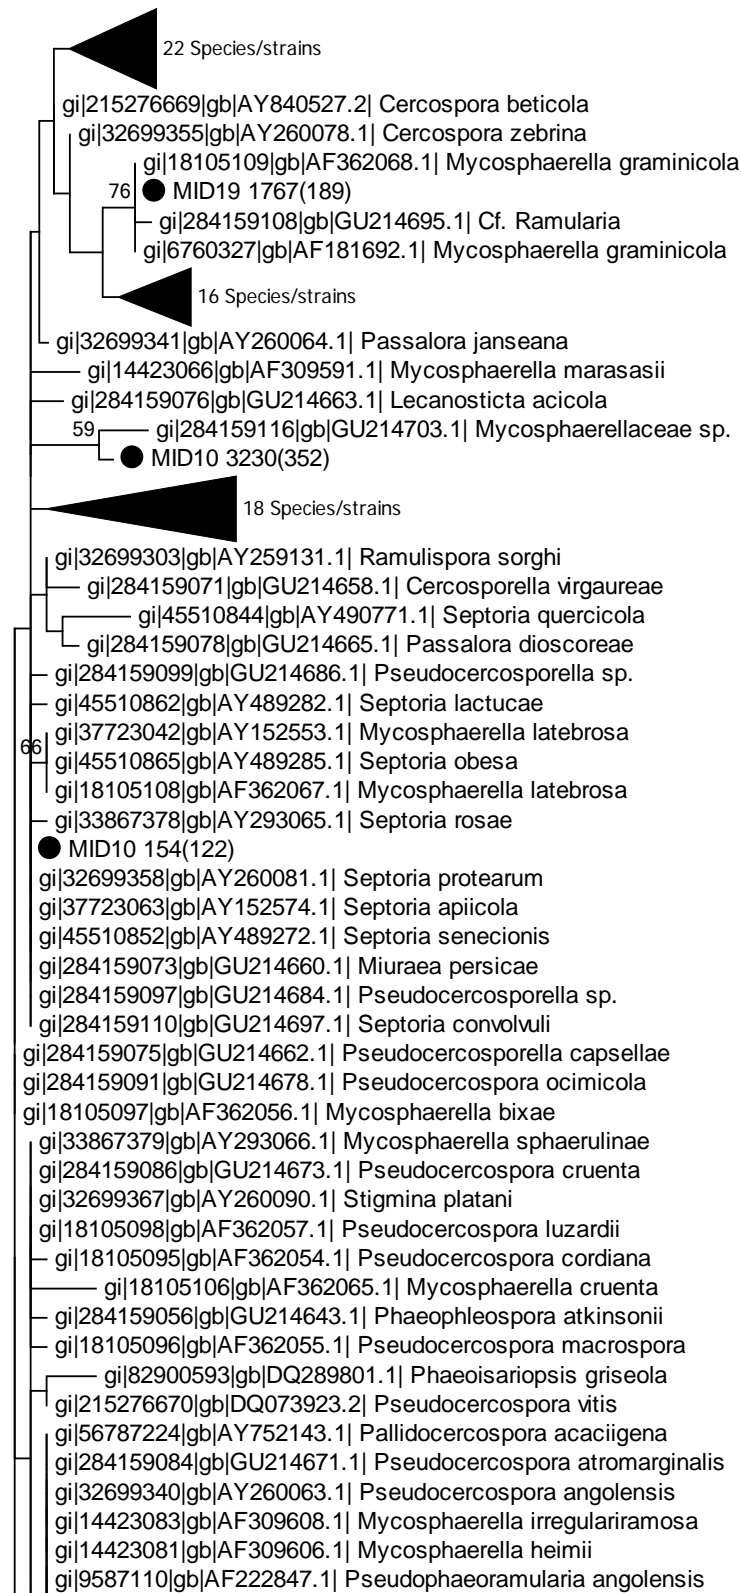 22 Species/strains
gi|215276669|gb|AY840527.2| Cercospora beticola
gi|32699355|gb|AY260078.1| Cercospora zebrina
gi|18105109|gb|AF362068.1| Mycosphaerella graminicola
76
MID19 1767(189)
gi|284159108|gb|GU214695.1| Cf. Ramularia
gi|6760327|gb|AF181692.1| Mycosphaerella graminicola
16 Species/strains
gi|32699341|gb|AY260064.1| Passalora janseana
gi|14423066|gb|AF309591.1| Mycosphaerella marasasii
gi|284159076|gb|GU214663.1| Lecanosticta acicola
59
gi|284159116|gb|GU214703.1| Mycosphaerellaceae sp.
MID10 3230(352)
18 Species/strains
gi|32699303|gb|AY259131.1| Ramulispora sorghi
gi|284159071|gb|GU214658.1| Cercosporella virgaureae
gi|45510844|gb|AY490771.1| Septoria quercicola
gi|284159078|gb|GU214665.1| Passalora dioscoreae
gi|284159099|gb|GU214686.1| Pseudocercosporella sp.
gi|45510862|gb|AY489282.1| Septoria lactucae
gi|37723042|gb|AY152553.1| Mycosphaerella latebrosa
66
gi|45510865|gb|AY489285.1| Septoria obesa
gi|18105108|gb|AF362067.1| Mycosphaerella latebrosa
gi|33867378|gb|AY293065.1| Septoria rosae
MID10 154(122)
gi|32699358|gb|AY260081.1| Septoria protearum
gi|37723063|gb|AY152574.1| Septoria apiicola
gi|45510852|gb|AY489272.1| Septoria senecionis
gi|284159073|gb|GU214660.1| Miuraea persicae
gi|284159097|gb|GU214684.1| Pseudocercosporella sp.
gi|284159110|gb|GU214697.1| Septoria convolvuli
gi|284159075|gb|GU214662.1| Pseudocercosporella capsellae
gi|284159091|gb|GU214678.1| Pseudocercospora ocimicola
gi|18105097|gb|AF362056.1| Mycosphaerella bixae
gi|33867379|gb|AY293066.1| Mycosphaerella sphaerulinae
gi|284159086|gb|GU214673.1| Pseudocercospora cruenta
gi|32699367|gb|AY260090.1| Stigmina platani
gi|18105098|gb|AF362057.1| Pseudocercospora luzardii
gi|18105095|gb|AF362054.1| Pseudocercospora cordiana
gi|18105106|gb|AF362065.1| Mycosphaerella cruenta
gi|284159056|gb|GU214643.1| Phaeophleospora atkinsonii
gi|18105096|gb|AF362055.1| Pseudocercospora macrospora
gi|82900593|gb|DQ289801.1| Phaeoisariopsis griseola
gi|215276670|gb|DQ073923.2| Pseudocercospora vitis
gi|56787224|gb|AY752143.1| Pallidocercospora acaciigena
gi|284159084|gb|GU214671.1| Pseudocercospora atromarginalis
gi|32699340|gb|AY260063.1| Pseudocercospora angolensis
gi|14423083|gb|AF309608.1| Mycosphaerella irregulariramosa
gi|14423081|gb|AF309606.1| Mycosphaerella heimii
gi|9587110|gb|AF222847.1| Pseudophaeoramularia angolensis